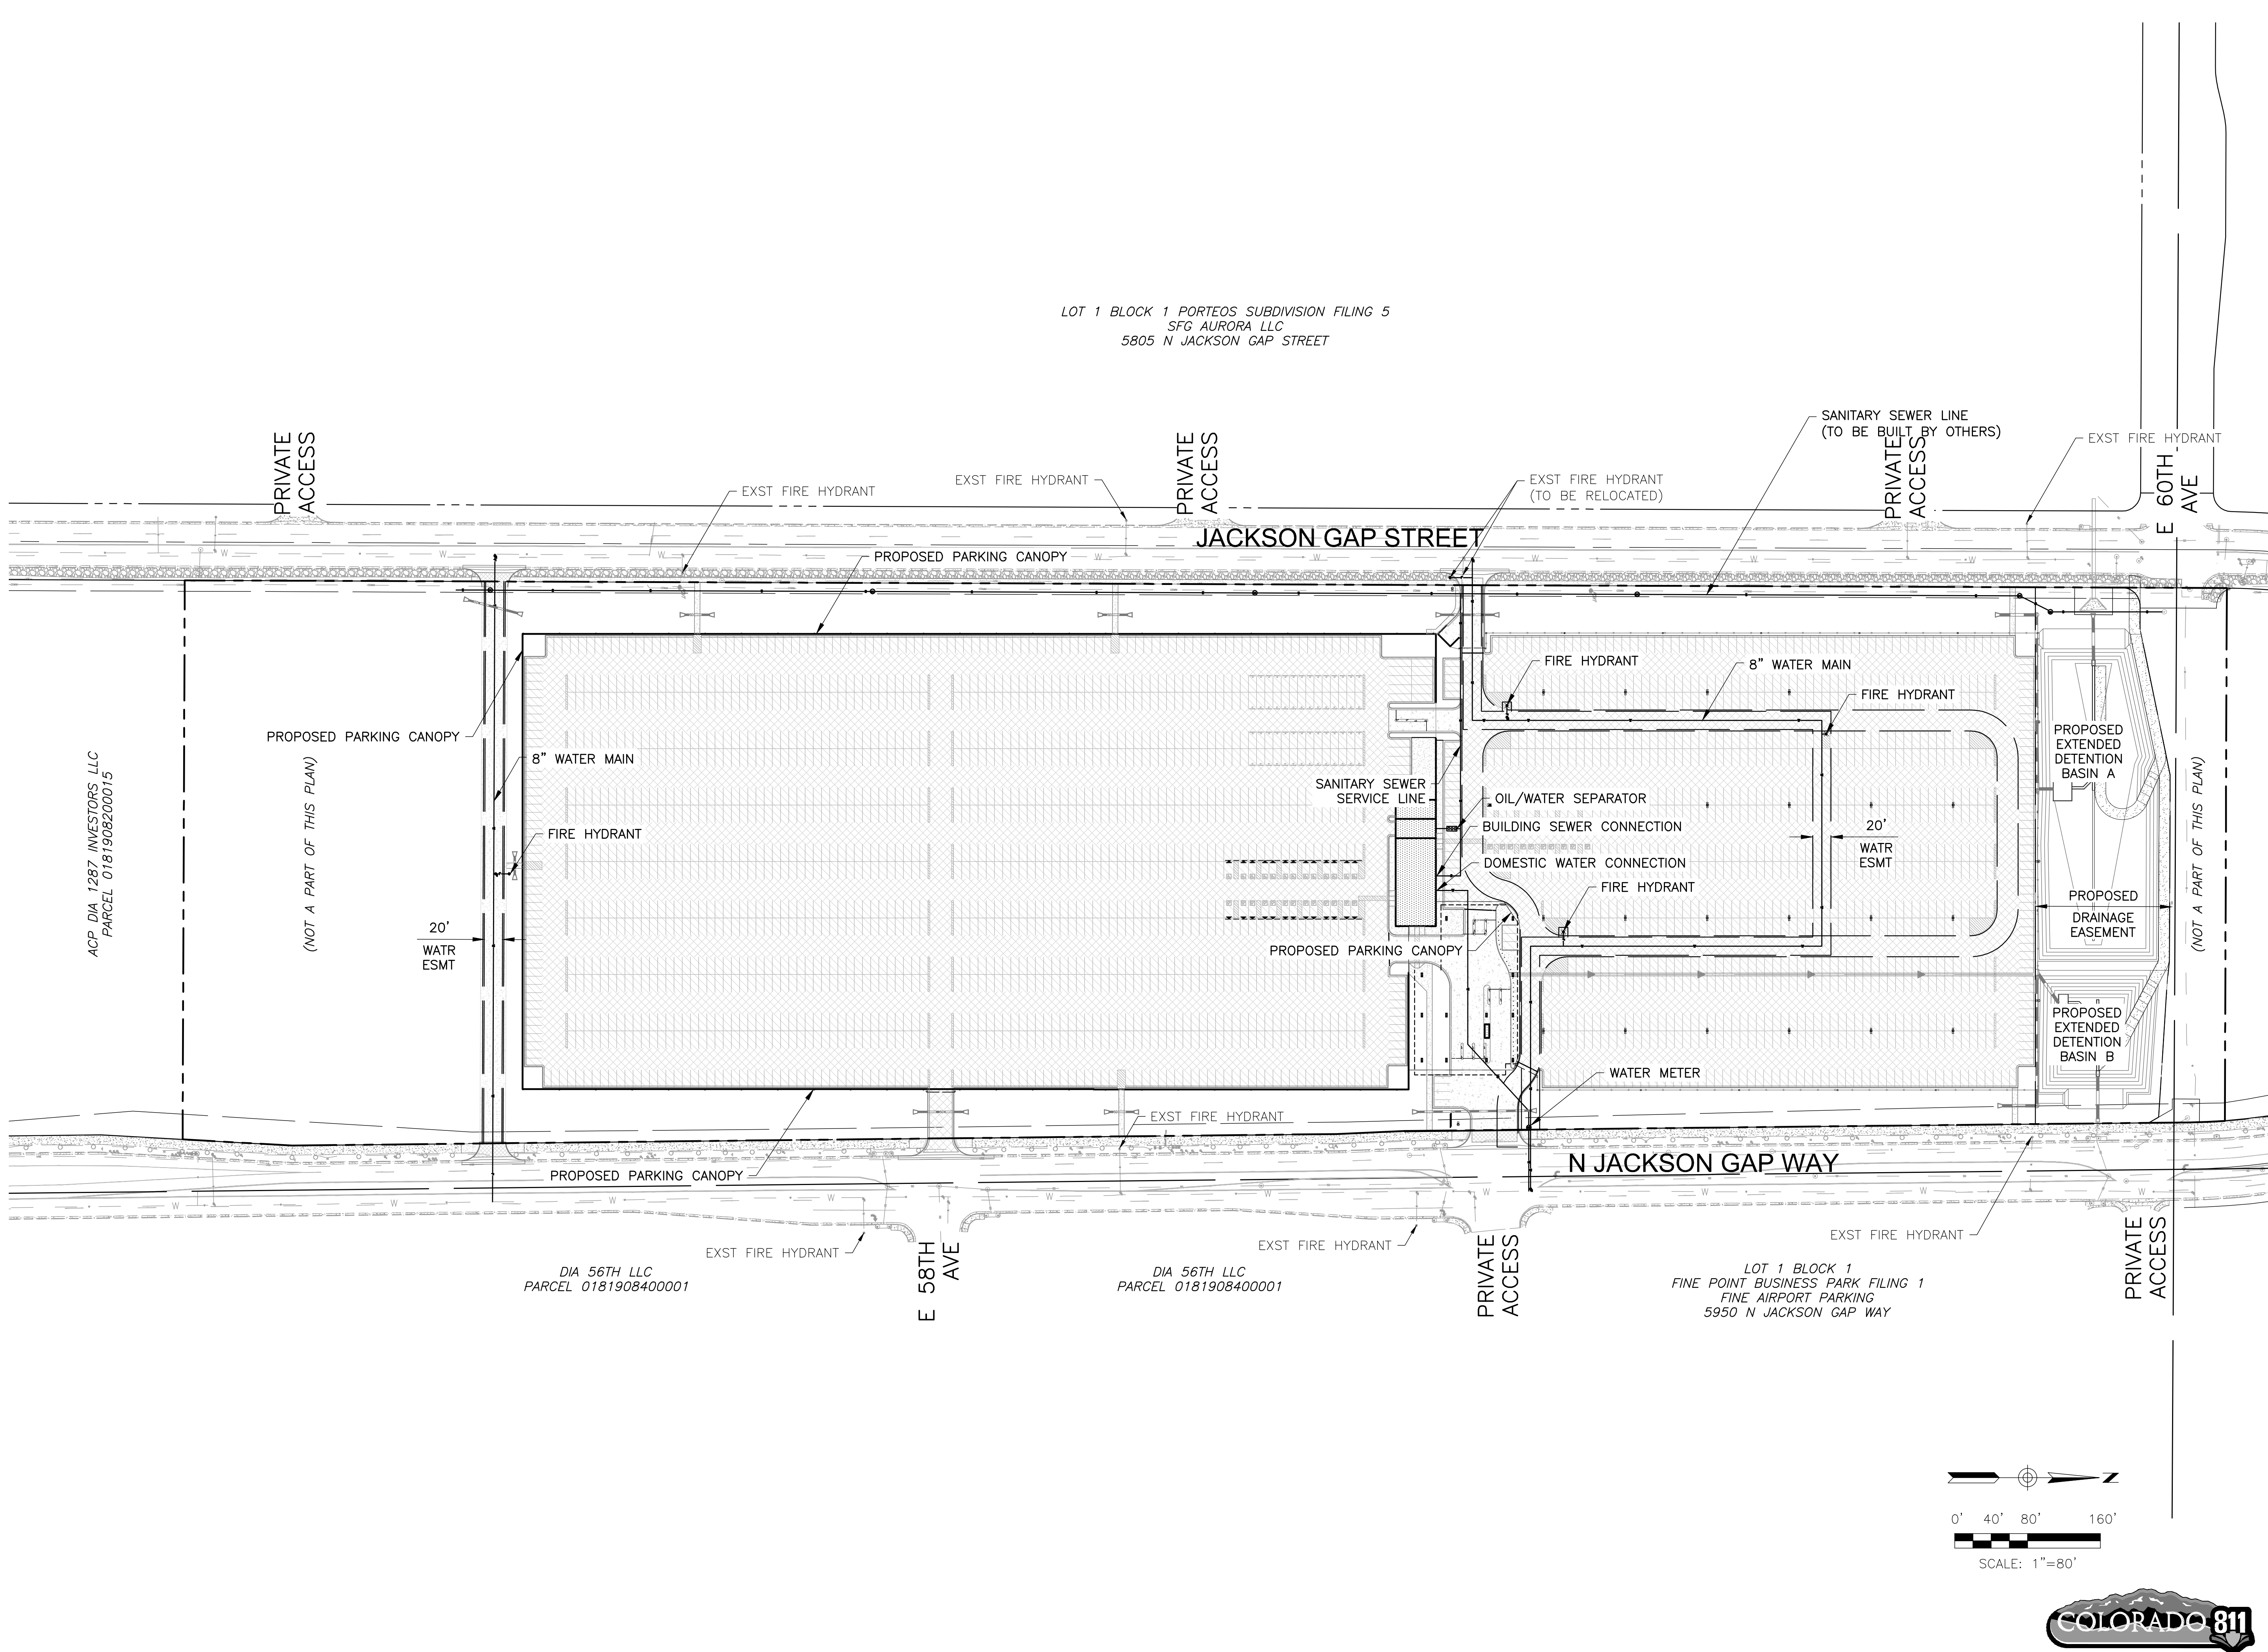 LOT 1 BLOCK 1 PORTEOS SUBDIVISION FILING 5
SFG AURORA LLC
5805 N JACKSON GAP STREET
SANITARY SEWER LINE
(TO BE BUILT BY OTHERS)
EXST FIRE HYDRANT
PRIVATE
ACCESS
PRIVATE
ACCESS
PRIVATE
ACCESS
E 60TH
AVE
EXST FIRE HYDRANT
EXST FIRE HYDRANT
EXST FIRE HYDRANT
(TO BE RELOCATED)
JACKSON GAP STREET
PROPOSED PARKING CANOPY
W
W
W
W
W
W
W
FIRE HYDRANT
8" WATER MAIN
FIRE HYDRANT
PROPOSED PARKING CANOPY
8" WATER MAIN
PROPOSED
EXTENDED
DETENTION
BASIN A
ACP DIA 1287 INVESTORS LLC
PARCEL 0181908200015
(NOT A PART OF THIS PLAN)
(NOT A PART OF THIS PLAN)
SANITARY SEWER
SERVICE LINE
OIL/WATER SEPARATOR
BUILDING SEWER CONNECTION
FIRE HYDRANT
20'
WATR
ESMT
DOMESTIC WATER CONNECTION
FIRE HYDRANT
PROPOSED
DRAINAGE
EASEMENT
20'
WATR
ESMT
PROPOSED PARKING CANOPY
PROPOSED
EXTENDED
DETENTION
BASIN B
WATER METER
EXST FIRE HYDRANT
N JACKSON GAP WAY
PROPOSED PARKING CANOPY
W
W
W
W
W
W
W
W
EXST FIRE HYDRANT
EXST FIRE HYDRANT
EXST FIRE HYDRANT
E 58TH
AVE
PRIVATE
ACCESS
PRIVATE
ACCESS
DIA 56TH LLC
PARCEL 0181908400001
DIA 56TH LLC
PARCEL 0181908400001
LOT 1 BLOCK 1
FINE POINT BUSINESS PARK FILING 1
FINE AIRPORT PARKING
5950 N JACKSON GAP WAY
N
0' 40' 80' 160'
SCALE: 1"=80'
COLORADO 811